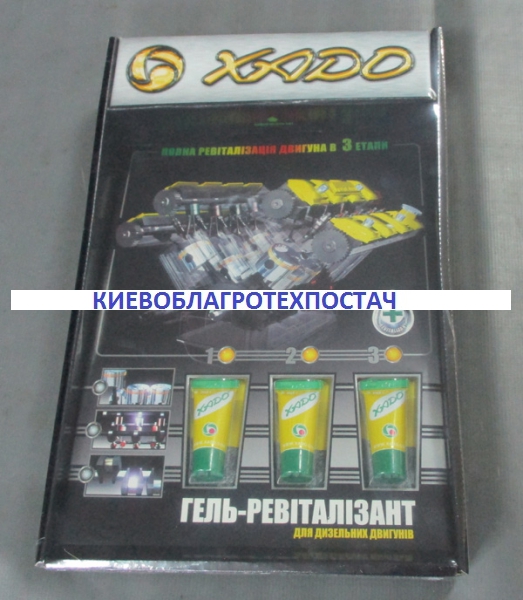 XADO
ПОВНА РЕВІТАЛІЗАЦІЯ ДВИГУНА В 3 ЕТАПИ
КИЕВОБЛАГРОТЕХПОСТАЧ
1 2 3
XADO XADO XADO
ГЕЛЬ-РЕВІТАЛІЗАНТ
ДЛЯ ДИЗЕЛЬНИХ ДВИГУНІВ